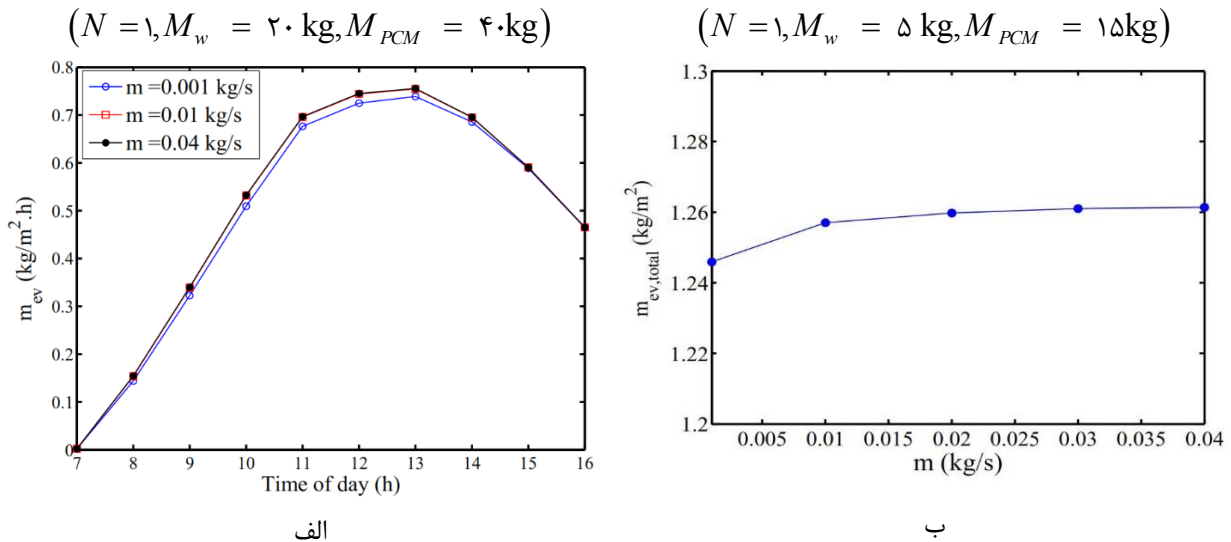 (N = ۱, M_w = ۲۰ kg, M_PCM = ۴۰kg)
0.8
0.7
0.6
0.5
0.4
0.3
0.2
0.1
0
m_ev (kg/m².h)
m =0.001 kg/s
m =0.01 kg/s
m =0.04 kg/s
7 8 9 10 11 12 13 14 15 16
Time of day (h)
الف
(N = ۱, M_w = ۵ kg, M_PCM = ۱۵kg)
1.3
1.28
1.26
1.24
1.22
1.2
m_ev,total (kg/m²)
0.005 0.01 0.015 0.02 0.025 0.03 0.035 0.04
m (kg/s)
ب